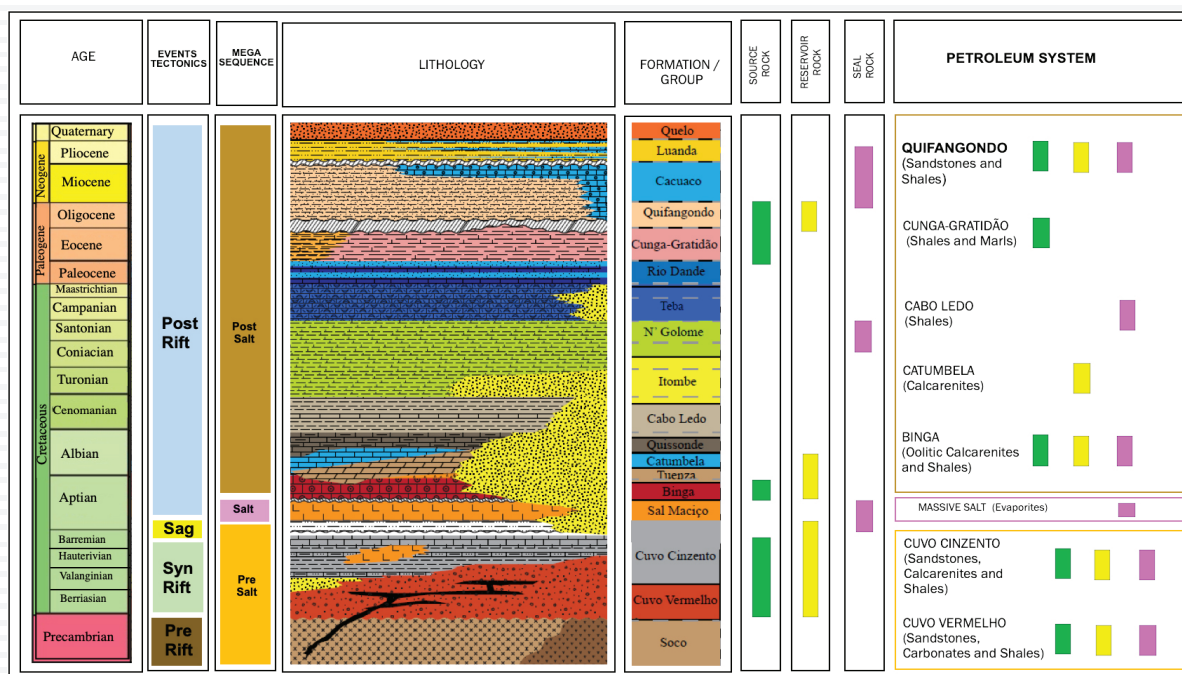 AGE
EVENTS
TECTONICS
MEGA
SEQUENCE
LITHOLOGY
FORMATION /
GROUP
SOURCE
ROCK
RESERVOIR
ROCK
SEAL
ROCK
PETROLEUM SYSTEM
Neogene
Paleogene
Cretaceous
Quaternary
Pliocene
Miocene
Oligocene
Eocene
Paleocene
Maastrichtian
Campanian
Santonian
Coniacian
Turonian
Cenomanian
Albian
Aptian
Barremian
Hauterivian
Valanginian
Berriasian
Precambrian
Post
Rift
Sag
Syn
Rift
Pre
Rift
Post
Salt
Salt
Pre
Salt
Quelo
Luanda
Cacuaco
Quifangondo
Cunga-Gratidão
Rio Dande
Teba
N' Golome
Itombe
Cabo Ledo
Quissonde
Catumbela
Tuenza
Binga
Sal Maciço
Cuvo Cinzento
Cuvo Vermelho
Soco
QUIFANGONDO
(Sandstones and
Shales)
CUNGA-GRATIDÃO
(Shales and Marls)
CABO LEDO
(Shales)
CATUMBELA
(Calcarenites)
BINGA
(Oolitic Calcarenites
and Shales)
MASSIVE SALT (Evaporites)
CUVO CINZENTO
(Sandstones,
Calcarenites and
Shales)
CUVO VERMELHO
(Sandstones,
Carbonates and Shales)